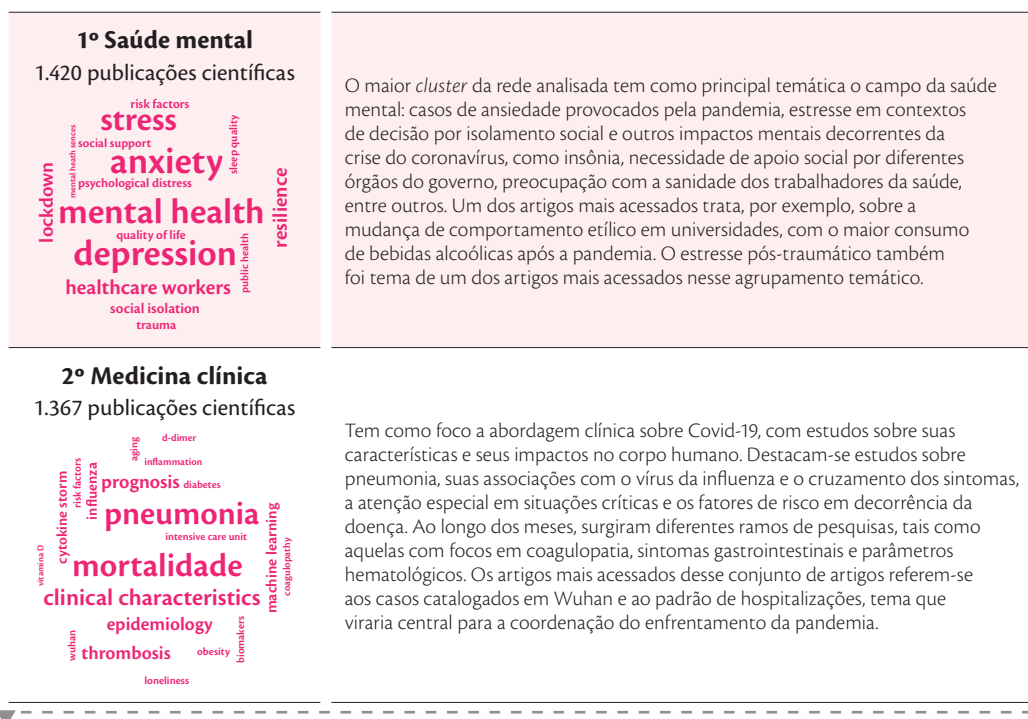 1º Saúde mental
1.420 publicações científicas
risk factors
stress
social support
mental heath sences
sleep quality
anxiety
psychological distress
lockdown
resilience
mental health
quality of life
depression
public health
healthcare workers
social isolation
trauma
O maior cluster da rede analisada tem como principal temática o campo da saúde
mental: casos de ansiedade provocados pela pandemia, estresse em contextos
de decisão por isolamento social e outros impactos mentais decorrentes da
crise do coronavírus, como insônia, necessidade de apoio social por diferentes
órgãos do governo, preocupação com a sanidade dos trabalhadores da saúde,
entre outros. Um dos artigos mais acessados trata, por exemplo, sobre a
mudança de comportamento etílico em universidades, com o maior consumo
de bebidas alcoólicas após a pandemia. O estresse pós-traumático também
foi tema de um dos artigos mais acessados nesse agrupamento temático.
2º Medicina clínica
1.367 publicações científicas
d-dimer
aging
inflammation
risk factors
influenza
prognosis
diabetes
cytokine storm
pneumonia
intensive care unit
vitamina D
mortalidade
machine learning
coagulopathy
clinical characteristics
epidemiology
wuhan
thrombosis
obesity
biomakers
loneliness
Tem como foco a abordagem clínica sobre Covid-19, com estudos sobre suas
características e seus impactos no corpo humano. Destacam-se estudos sobre
pneumonia, suas associações com o vírus da influenza e o cruzamento dos sintomas,
a atenção especial em situações críticas e os fatores de risco em decorrência da
doença. Ao longo dos meses, surgiram diferentes ramos de pesquisas, tais como
aquelas com focos em coagulopatia, sintomas gastrointestinais e parâmetros
hematológicos. Os artigos mais acessados desse conjunto de artigos referem-se
aos casos catalogados em Wuhan e ao padrão de hospitalizações, tema que
viraria central para a coordenação do enfrentamento da pandemia.